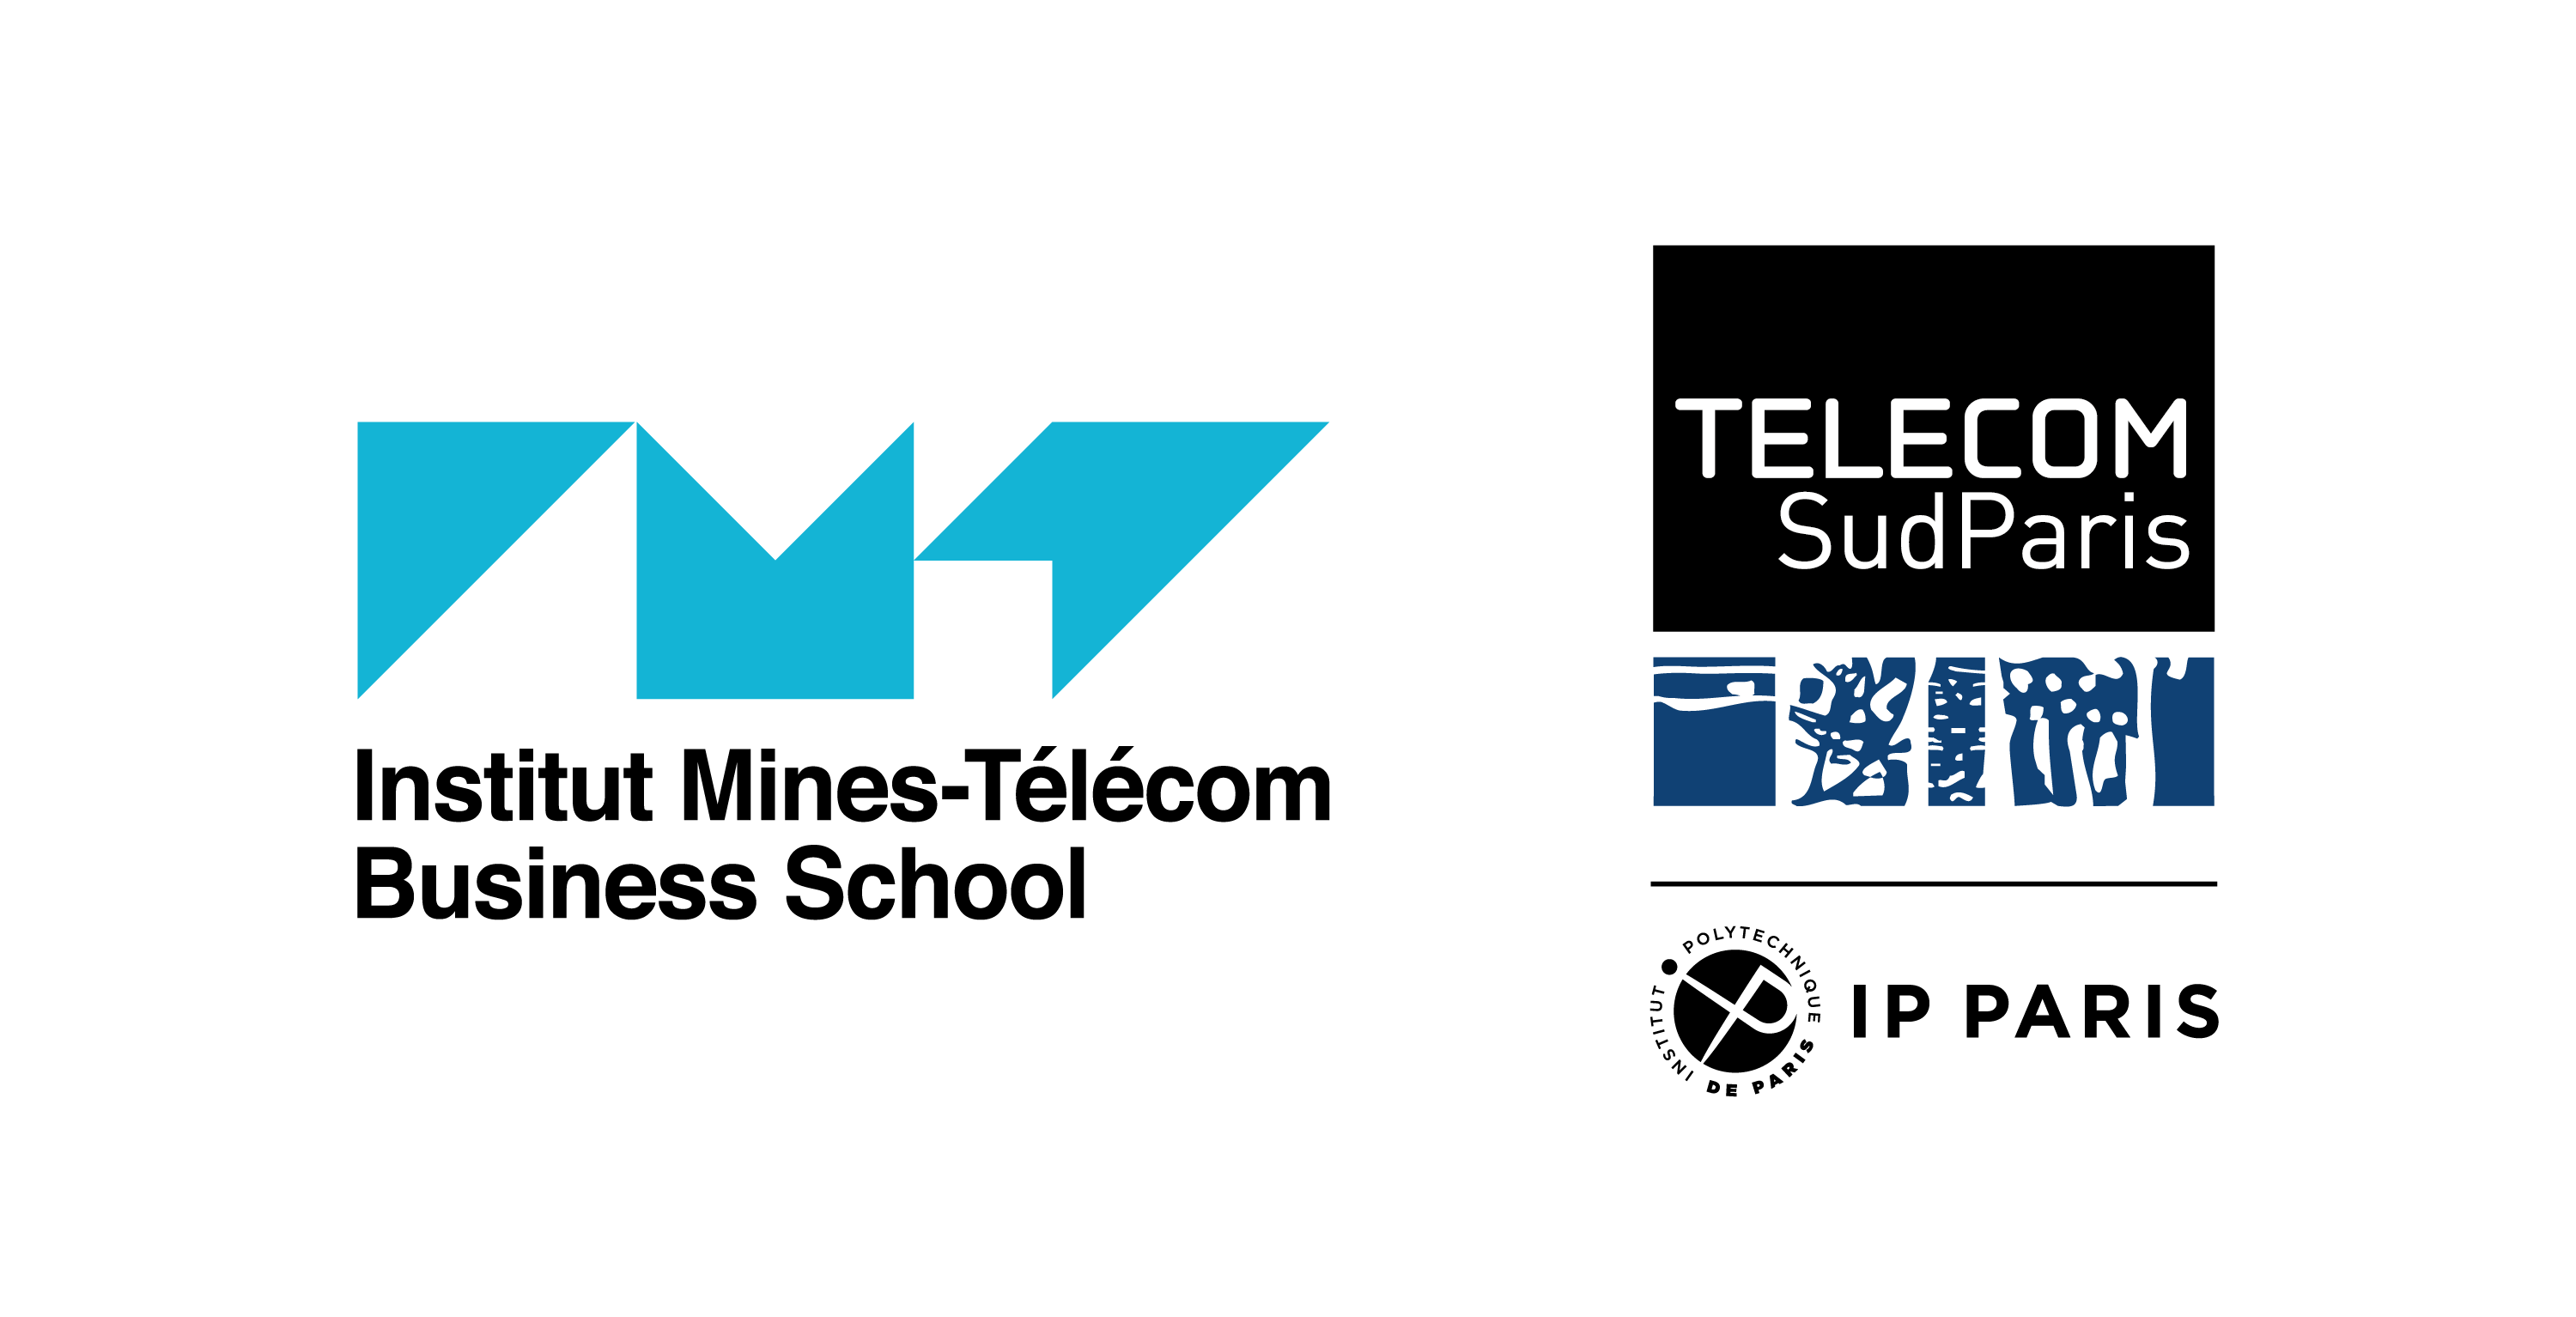 Institut Mines-Télécom
Business School
TELECOM
SudParis
INSTITUT POLYTECHNIQUE
DE PARIS
IP PARIS